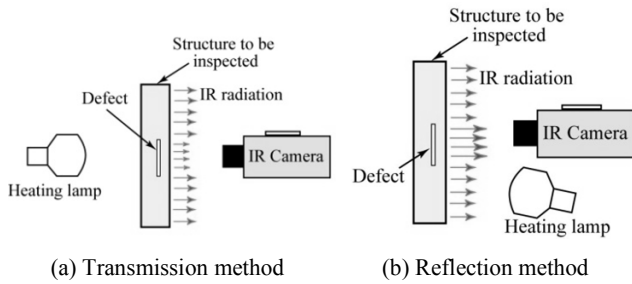 Structure to be
inspected
IR radiation
Defect
IR Camera
Heating lamp
(a) Transmission method
Structure to be
inspected
IR radiation
IR Camera
Defect
Heating lamp
(b) Reflection method